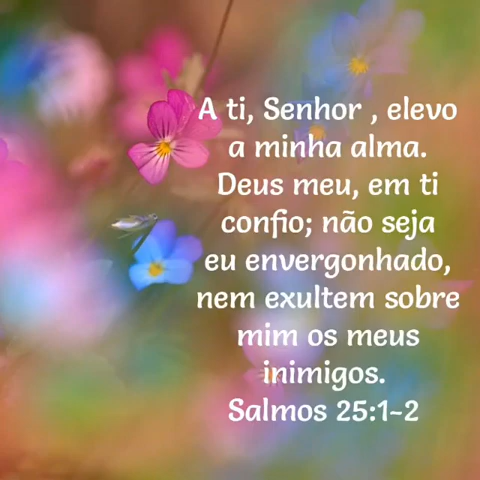 A ti, Senhor , elevo
a minha alma.
Deus meu, em ti
confio; não seja
eu envergonhado,
nem exultem sobre
mim os meus
inimigos.
Salmos 25:1-2